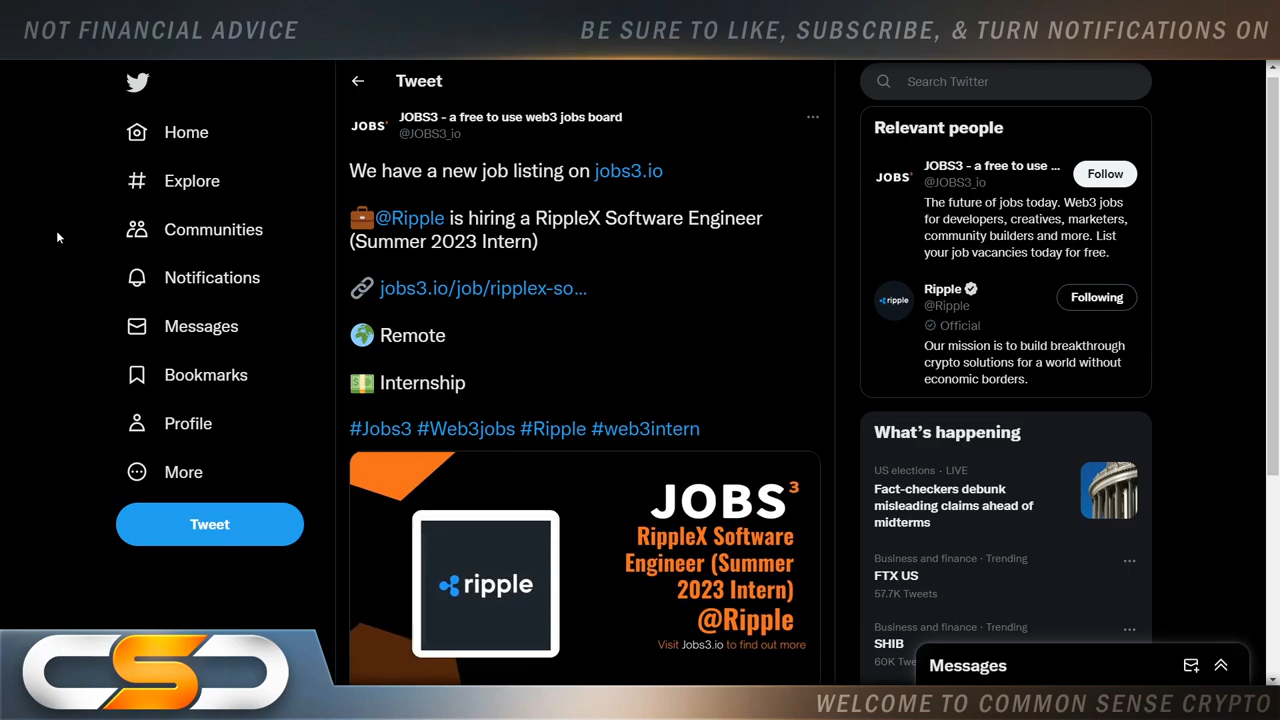 NOT FINANCIAL ADVICE
BE SURE TO LIKE, SUBSCRIBE, & TURN NOTIFICATIONS ON
Home
Explore
Communities
Notifications
Messages
Bookmarks
Profile
More
Tweet
Tweet
JOBS³
JOBS3 - a free to use web3 jobs board
@JOBS3_io
We have a new job listing on jobs3.io
@Ripple is hiring a RippleX Software Engineer
(Summer 2023 Intern)
jobs3.io/job/ripplex-so...
Remote
Internship
#Jobs3 #Web3jobs #Ripple #web3intern
ripple
JOBS³
RippleX Software
Engineer (Summer
2023 Intern)
@Ripple
Visit Jobs3.io to find out more
Search Twitter
Relevant people
JOBS³
JOBS3 - a free to use ...
@JOBS3_io
Follow
The future of jobs today. Web3 jobs
for developers, creatives, marketers,
community builders and more. List
your job vacancies today for free.
ripple
Ripple
@Ripple
Official
Following
Our mission is to build breakthrough
crypto solutions for a world without
economic borders.
What's happening
US elections · LIVE
Fact-checkers debunk
misleading claims ahead of
midterms
Business and finance · Trending
FTX US
57.7K Tweets
Business and finance · Trending
SHIB
60K Twe
Messages
CSC
WELCOME TO COMMON SENSE CRYPTO